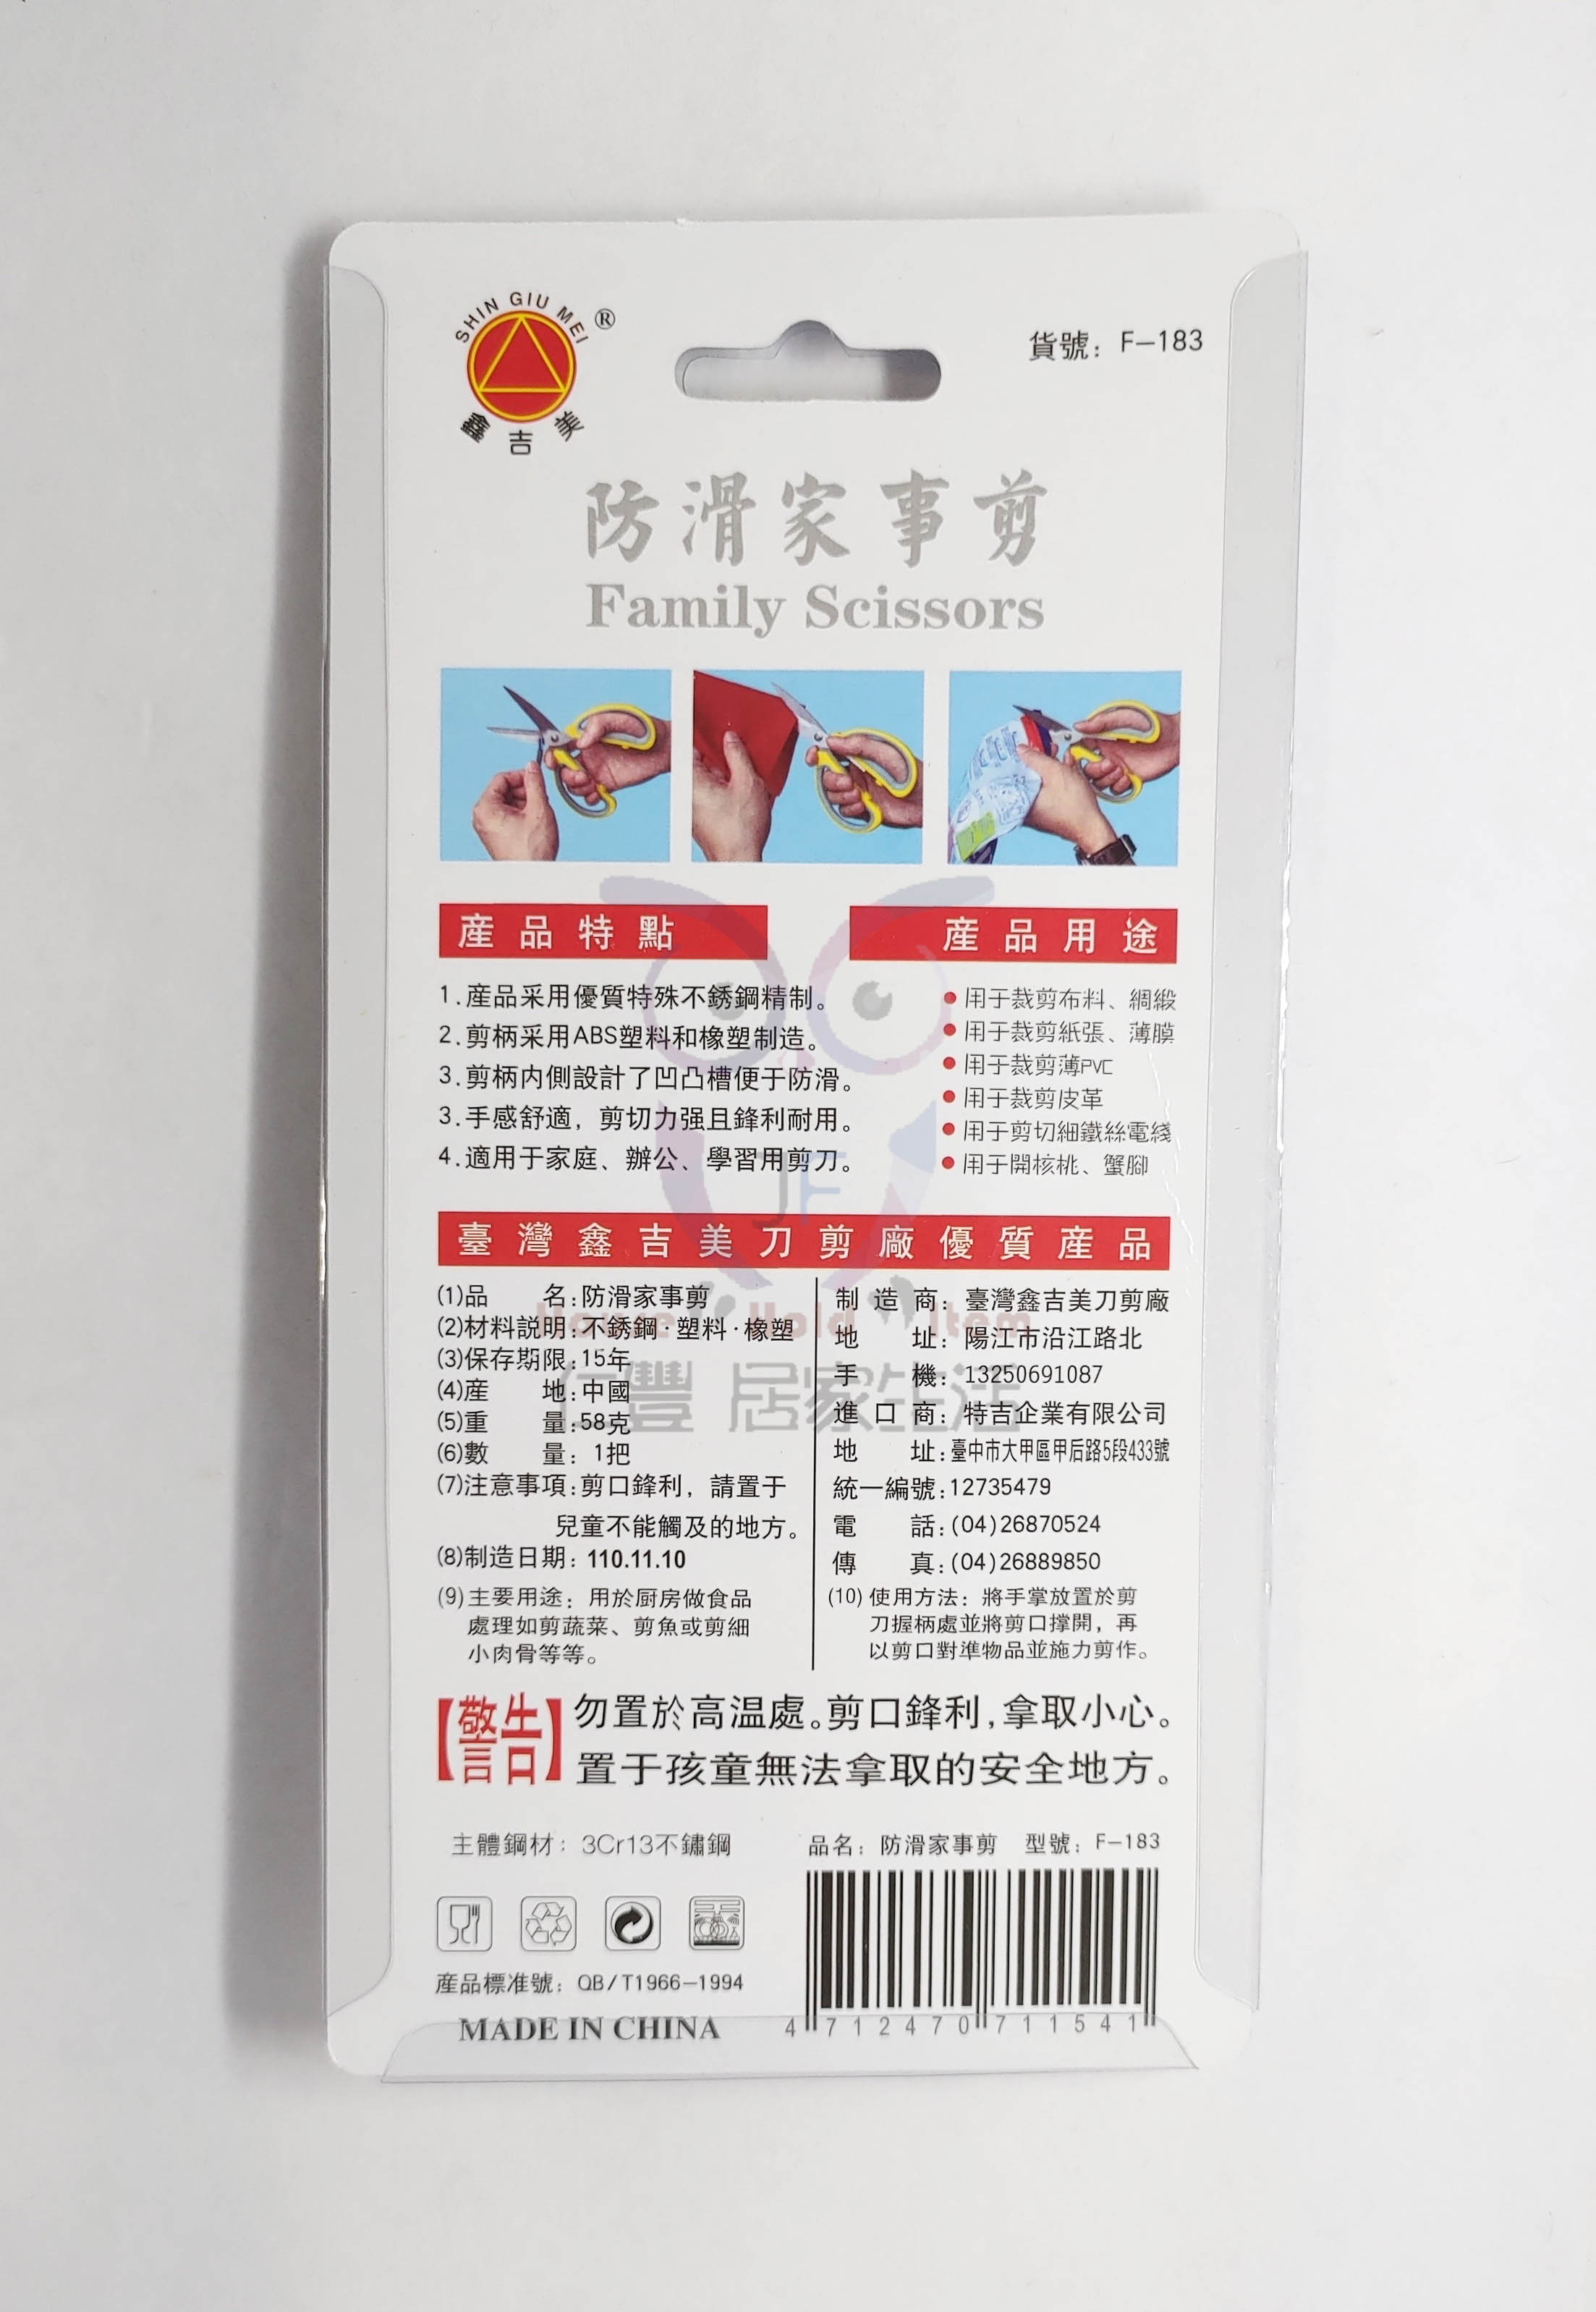 SHIN GIU MEI ®
鑫吉美
貨號：F-183
防滑家事剪
Family Scissors
産品特點
1.産品采用優質特殊不銹鋼精制。
2.剪柄采用ABS塑料和橡塑制造。
3.剪柄内側設計了凹凸槽便于防滑。
3.手感舒適，剪切力强且鋒利耐用。
4.適用于家庭、辦公、學習用剪刀。
産品用途
●用于裁剪布料、綢緞
●用于裁剪紙張、薄膜
●用于裁剪薄PVC
●用于裁剪皮革
●用于剪切細鐵絲電綫
●用于開核桃、蟹腳
JF
臺灣鑫吉美刀剪廠優質産品
(1)品 名：防滑家事剪
(2)材料説明：不銹鋼·塑料·橡塑
(3)保存期限：15年
(4)産 地：中國
(5)重 量：58克
(6)數 量：1把
(7)注意事項：剪口鋒利，請置于
兒童不能觸及的地方。
(8)制造日期：110.11.10
(9)主要用途：用於厨房做食品
處理如剪蔬菜、剪魚或剪細
小肉骨等等。
制造商：臺灣鑫吉美刀剪廠
地 址：陽江市沿江路北
手 機：13250691087
進口商：特吉企業有限公司
地 址：臺中市大甲區甲后路5段433號
統一編號：12735479
電 話：(04)26870524
傳 真：(04)26889850
(10)使用方法：將手掌放置於剪
刀握柄處並將剪口撐開，再
以剪口對準物品並施力剪作。
House Hold Item
仁豐 居家生活
【警告】勿置於高温處。剪口鋒利，拿取小心。
置于孩童無法拿取的安全地方。
主體鋼材：3Cr13不鏽鋼
産品標准號：QB/T1966-1994
MADE IN CHINA
品名：防滑家事剪 型號：F-183
4 712470 711541